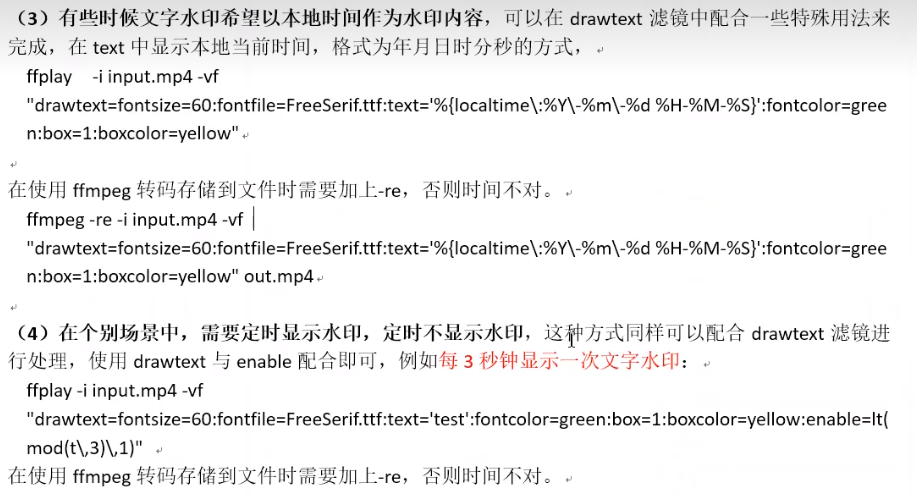 （3）有些时候文字水印希望以本地时间作为水印内容，可以在 drawtext 滤镜中配合一些特殊用法来
完成，在 text 中显示本地当前时间，格式为年月日时分秒的方式，
ffplay -i input.mp4 -vf
"drawtext=fontsize=60:fontfile=FreeSerif.ttf:text='%{localtime\:%Y\-%m\-%d %H-%M-%S}':fontcolor=gree
n:box=1:boxcolor=yellow"
在使用 ffmpeg 转码存储到文件时需要加上-re，否则时间不对。
ffmpeg -re -i input.mp4 -vf
"drawtext=fontsize=60:fontfile=FreeSerif.ttf:text='%{localtime\:%Y\-%m\-%d %H-%M-%S}':fontcolor=gree
n:box=1:boxcolor=yellow" out.mp4
（4）在个别场景中，需要定时显示水印，定时不显示水印，这种方式同样可以配合 drawtext 滤镜进
行处理，使用 drawtext 与 enable 配合即可，例如每 3 秒钟显示一次文字水印：
ffplay -i input.mp4 -vf
"drawtext=fontsize=60:fontfile=FreeSerif.ttf:text='test':fontcolor=green:box=1:boxcolor=yellow:enable=lt(
mod(t\,3)\,1)"
在使用 ffmpeg 转码存储到文件时需要加上-re，否则时间不对。